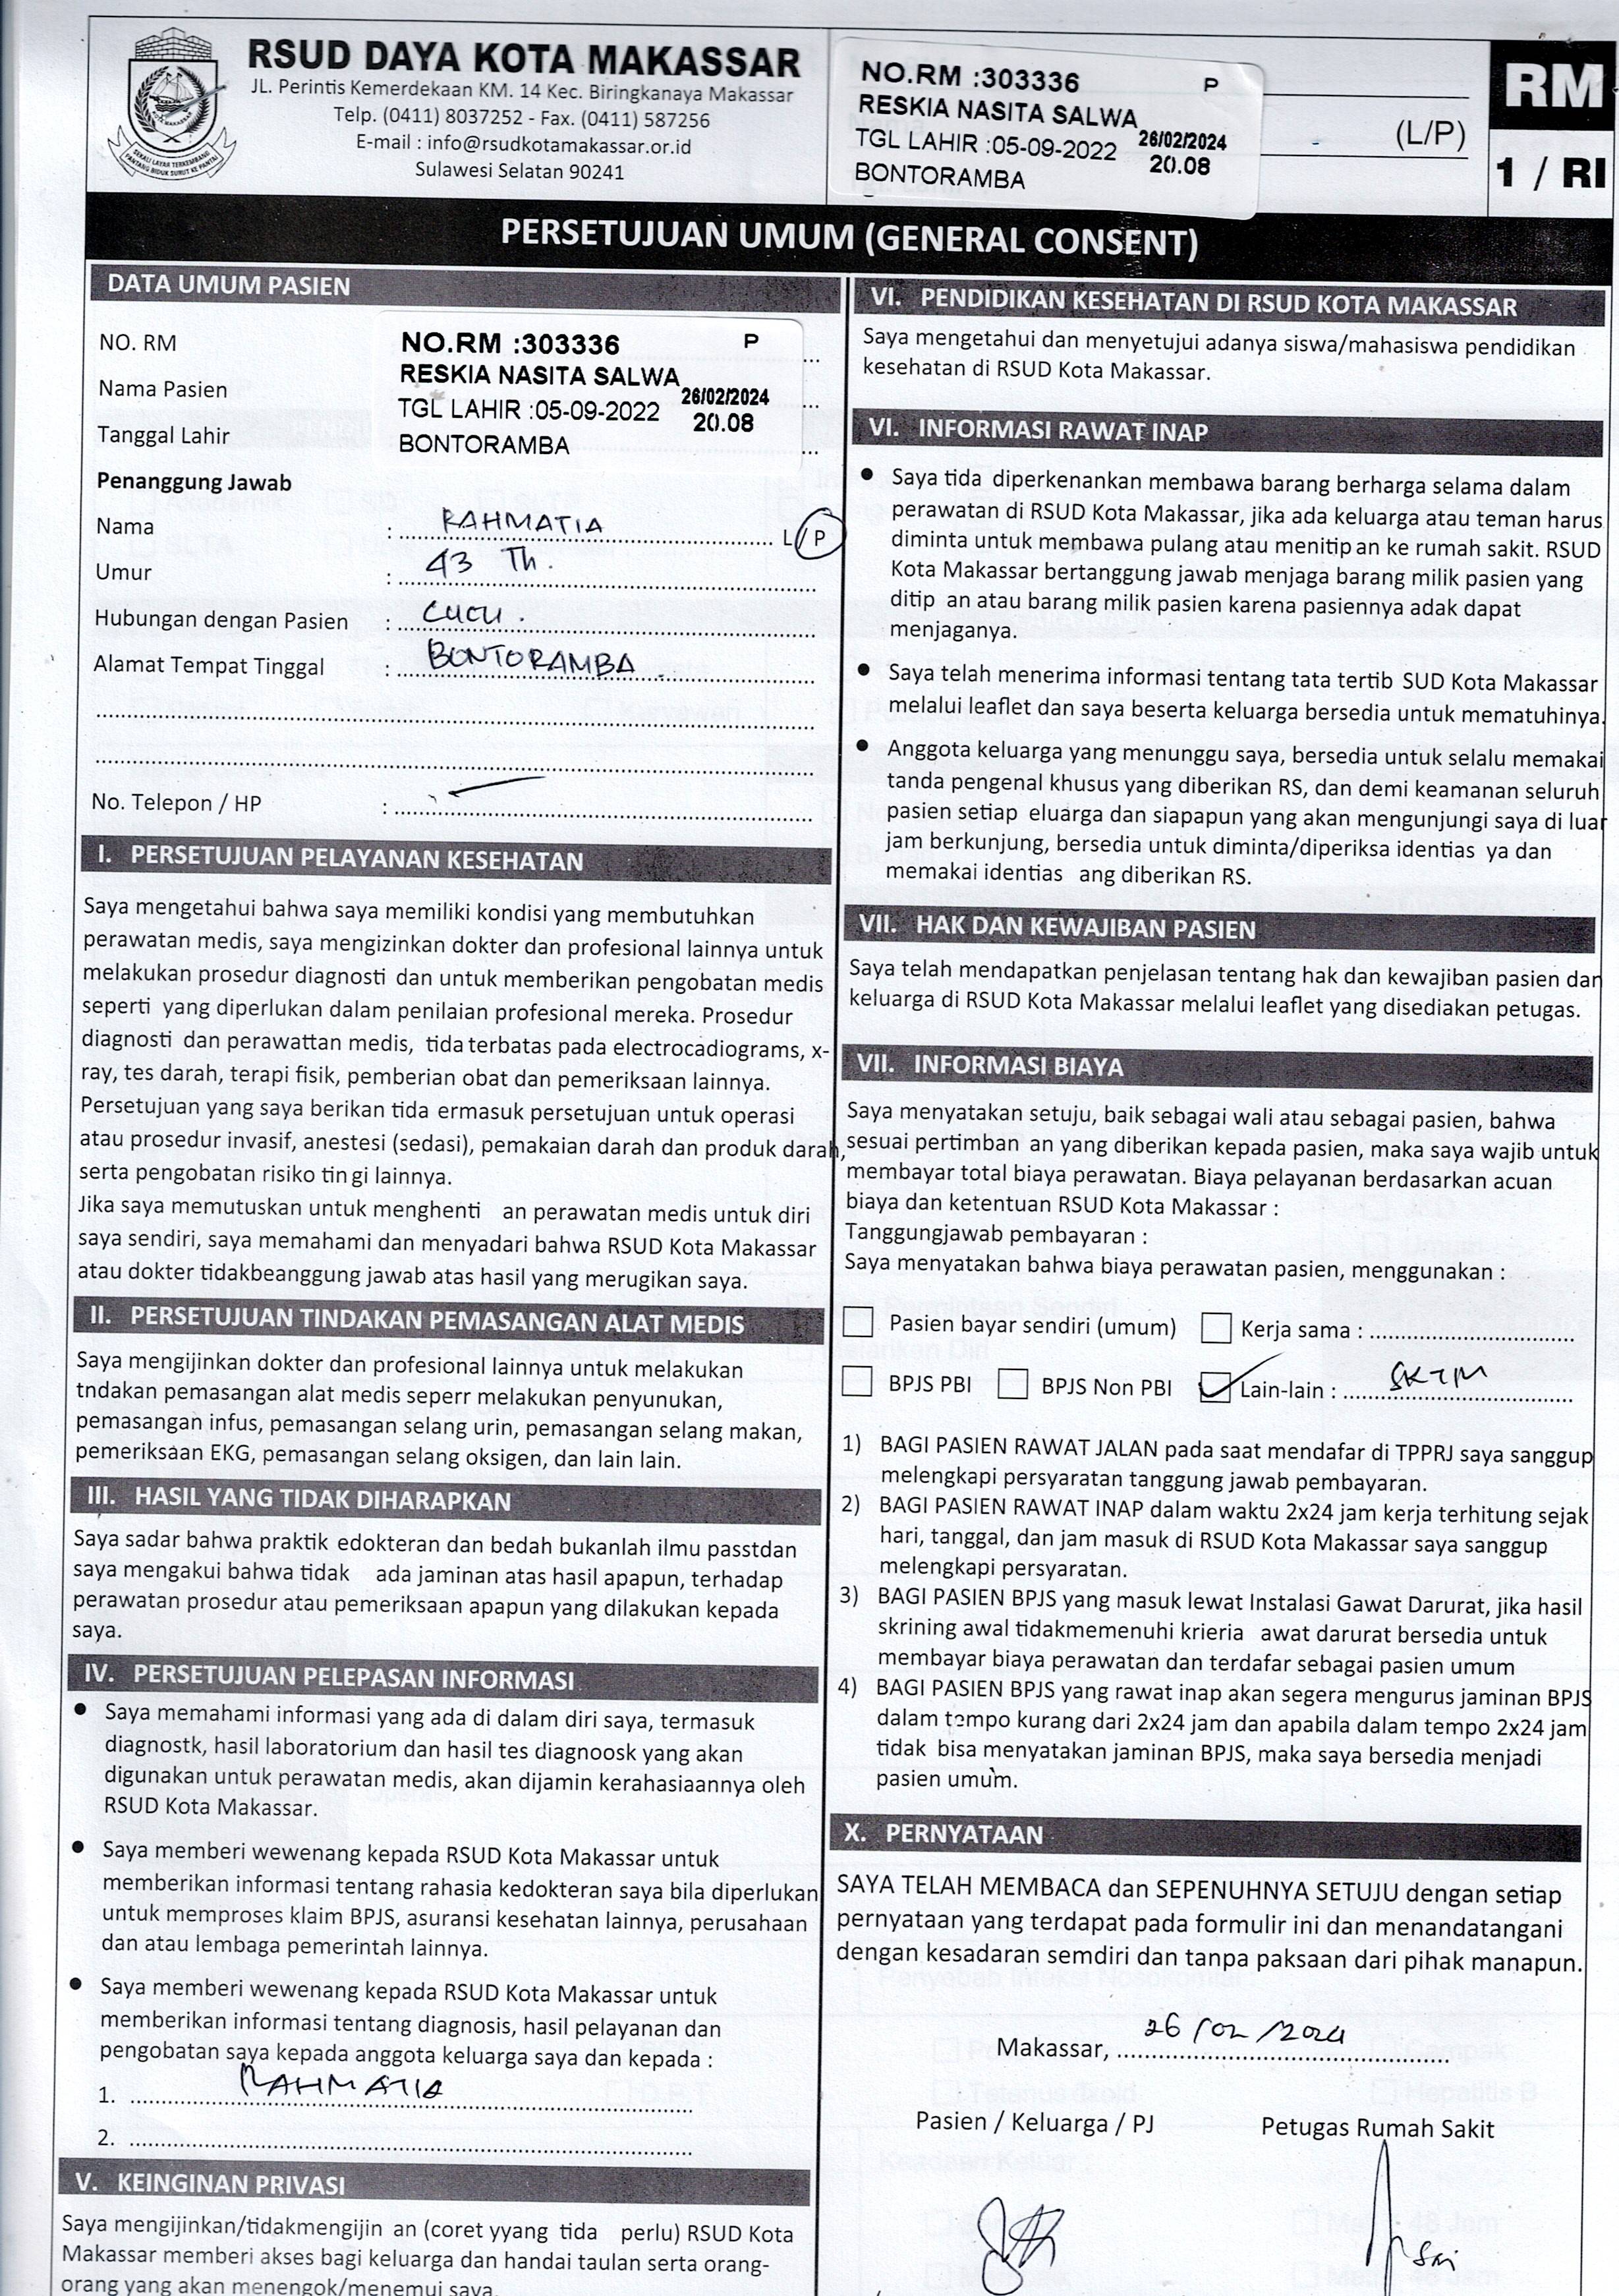 RSUD DAYA KOTA MAKASSAR
JL. Perintis Kemerdekaan KM. 14 Kec. Biringkanaya Makassar
Telp. (0411) 8037252 - Fax. (0411) 587256
E-mail : info@rsudkotamakassar.or.id
Sulawesi Selatan 90241
NO.RM :303336 P
RESKIA NASITA SALWA
TGL LAHIR :05-09-2022 26/02/2024
20.08
BONTORAMBA
(L/P)
RM
1 / RI
PERSETUJUAN UMUM (GENERAL CONSENT)
DATA UMUM PASIEN
NO. RM
Nama Pasien
Tanggal Lahir
NO.RM :303336 P
RESKIA NASITA SALWA
TGL LAHIR :05-09-2022 26/02/2024
20.08
BONTORAMBA
Penanggung Jawab
Nama : RAHMATIA L/P
Umur : 43 Th.
Hubungan dengan Pasien : CUCU.
Alamat Tempat Tinggal : BONTORAMBA
No. Telepon / HP :
I. PERSETUJUAN PELAYANAN KESEHATAN
Saya mengetahui bahwa saya memiliki kondisi yang membutuhkan
perawatan medis, saya mengizinkan dokter dan profesional lainnya untuk
melakukan prosedur diagnosti dan untuk memberikan pengobatan medis
seperti yang diperlukan dalam penilaian profesional mereka. Prosedur
diagnosti dan perawattan medis, tida terbatas pada electrocadiograms, x-
ray, tes darah, terapi fisik, pemberian obat dan pemeriksaan lainnya.
Persetujuan yang saya berikan tida ermasuk persetujuan untuk operasi
atau prosedur invasif, anestesi (sedasi), pemakaian darah dan produk darah,
serta pengobatan risiko tin gi lainnya.
Jika saya memutuskan untuk menghenti an perawatan medis untuk diri
saya sendiri, saya memahami dan menyadari bahwa RSUD Kota Makassar
atau dokter tidakbeanggung jawab atas hasil yang merugikan saya.
II. PERSETUJUAN TINDAKAN PEMASANGAN ALAT MEDIS
Saya mengijinkan dokter dan profesional lainnya untuk melakukan
tndakan pemasangan alat medis seperr melakukan penyunukan,
pemasangan infus, pemasangan selang urin, pemasangan selang makan,
pemeriksaan EKG, pemasangan selang oksigen, dan lain lain.
III. HASIL YANG TIDAK DIHARAPKAN
Saya sadar bahwa praktik edokteran dan bedah bukanlah ilmu passtdan
saya mengakui bahwa tidak ada jaminan atas hasil apapun, terhadap
perawatan prosedur atau pemeriksaan apapun yang dilakukan kepada
saya.
IV. PERSETUJUAN PELEPASAN INFORMASI
● Saya memahami informasi yang ada di dalam diri saya, termasuk
diagnostk, hasil laboratorium dan hasil tes diagnoosk yang akan
digunakan untuk perawatan medis, akan dijamin kerahasiaannya oleh
RSUD Kota Makassar.
● Saya memberi wewenang kepada RSUD Kota Makassar untuk
memberikan informasi tentang rahasia kedokteran saya bila diperlukan
untuk memproses klaim BPJS, asuransi kesehatan lainnya, perusahaan
dan atau lembaga pemerintah lainnya.
● Saya memberi wewenang kepada RSUD Kota Makassar untuk
memberikan informasi tentang diagnosis, hasil pelayanan dan
pengobatan saya kepada anggota keluarga saya dan kepada :
1. RAHMATIA
2.
V. KEINGINAN PRIVASI
Saya mengijinkan/tidakmengijin an (coret yyang tida perlu) RSUD Kota
Makassar memberi akses bagi keluarga dan handai taulan serta orang-
orang yang akan menengok/menemui saya.
VI. PENDIDIKAN KESEHATAN DI RSUD KOTA MAKASSAR
Saya mengetahui dan menyetujui adanya siswa/mahasiswa pendidikan
kesehatan di RSUD Kota Makassar.
VI. INFORMASI RAWAT INAP
● Saya tida diperkenankan membawa barang berharga selama dalam
perawatan di RSUD Kota Makassar, jika ada keluarga atau teman harus
diminta untuk membawa pulang atau menitip an ke rumah sakit. RSUD
Kota Makassar bertanggung jawab menjaga barang milik pasien yang
ditip an atau barang milik pasien karena pasiennya adak dapat
menjaganya.
● Saya telah menerima informasi tentang tata tertib SUD Kota Makassar
melalui leaflet dan saya beserta keluarga bersedia untuk mematuhinya.
● Anggota keluarga yang menunggu saya, bersedia untuk selalu memakai
tanda pengenal khusus yang diberikan RS, dan demi keamanan seluruh
pasien setiap eluarga dan siapapun yang akan mengunjungi saya di luar
jam berkunjung, bersedia untuk diminta/diperiksa identias ya dan
memakai identias ang diberikan RS.
VII. HAK DAN KEWAJIBAN PASIEN
Saya telah mendapatkan penjelasan tentang hak dan kewajiban pasien dan
keluarga di RSUD Kota Makassar melalui leaflet yang disediakan petugas.
VII. INFORMASI BIAYA
Saya menyatakan setuju, baik sebagai wali atau sebagai pasien, bahwa
sesuai pertimban an yang diberikan kepada pasien, maka saya wajib untuk
membayar total biaya perawatan. Biaya pelayanan berdasarkan acuan
biaya dan ketentuan RSUD Kota Makassar :
Tanggungjawab pembayaran :
Saya menyatakan bahwa biaya perawatan pasien, menggunakan :
Pasien bayar sendiri (umum) Kerja sama :
BPJS PBI BPJS Non PBI Lain-lain : SKTM
1) BAGI PASIEN RAWAT JALAN pada saat mendafar di TPPRJ saya sanggup
melengkapi persyaratan tanggung jawab pembayaran.
2) BAGI PASIEN RAWAT INAP dalam waktu 2x24 jam kerja terhitung sejak
hari, tanggal, dan jam masuk di RSUD Kota Makassar saya sanggup
melengkapi persyaratan.
3) BAGI PASIEN BPJS yang masuk lewat Instalasi Gawat Darurat, jika hasil
skrining awal tidakmemenuhi krieria awat darurat bersedia untuk
membayar biaya perawatan dan terdafar sebagai pasien umum
4) BAGI PASIEN BPJS yang rawat inap akan segera mengurus jaminan BPJS
dalam tempo kurang dari 2x24 jam dan apabila dalam tempo 2x24 jam
tidak bisa menyatakan jaminan BPJS, maka saya bersedia menjadi
pasien umum.
X. PERNYATAAN
SAYA TELAH MEMBACA dan SEPENUHNYA SETUJU dengan setiap
pernyataan yang terdapat pada formulir ini dan menandatangani
dengan kesadaran semdiri dan tanpa paksaan dari pihak manapun.
Makassar, 26/02/2024
Pasien / Keluarga / PJ Petugas Rumah Sakit
Sri